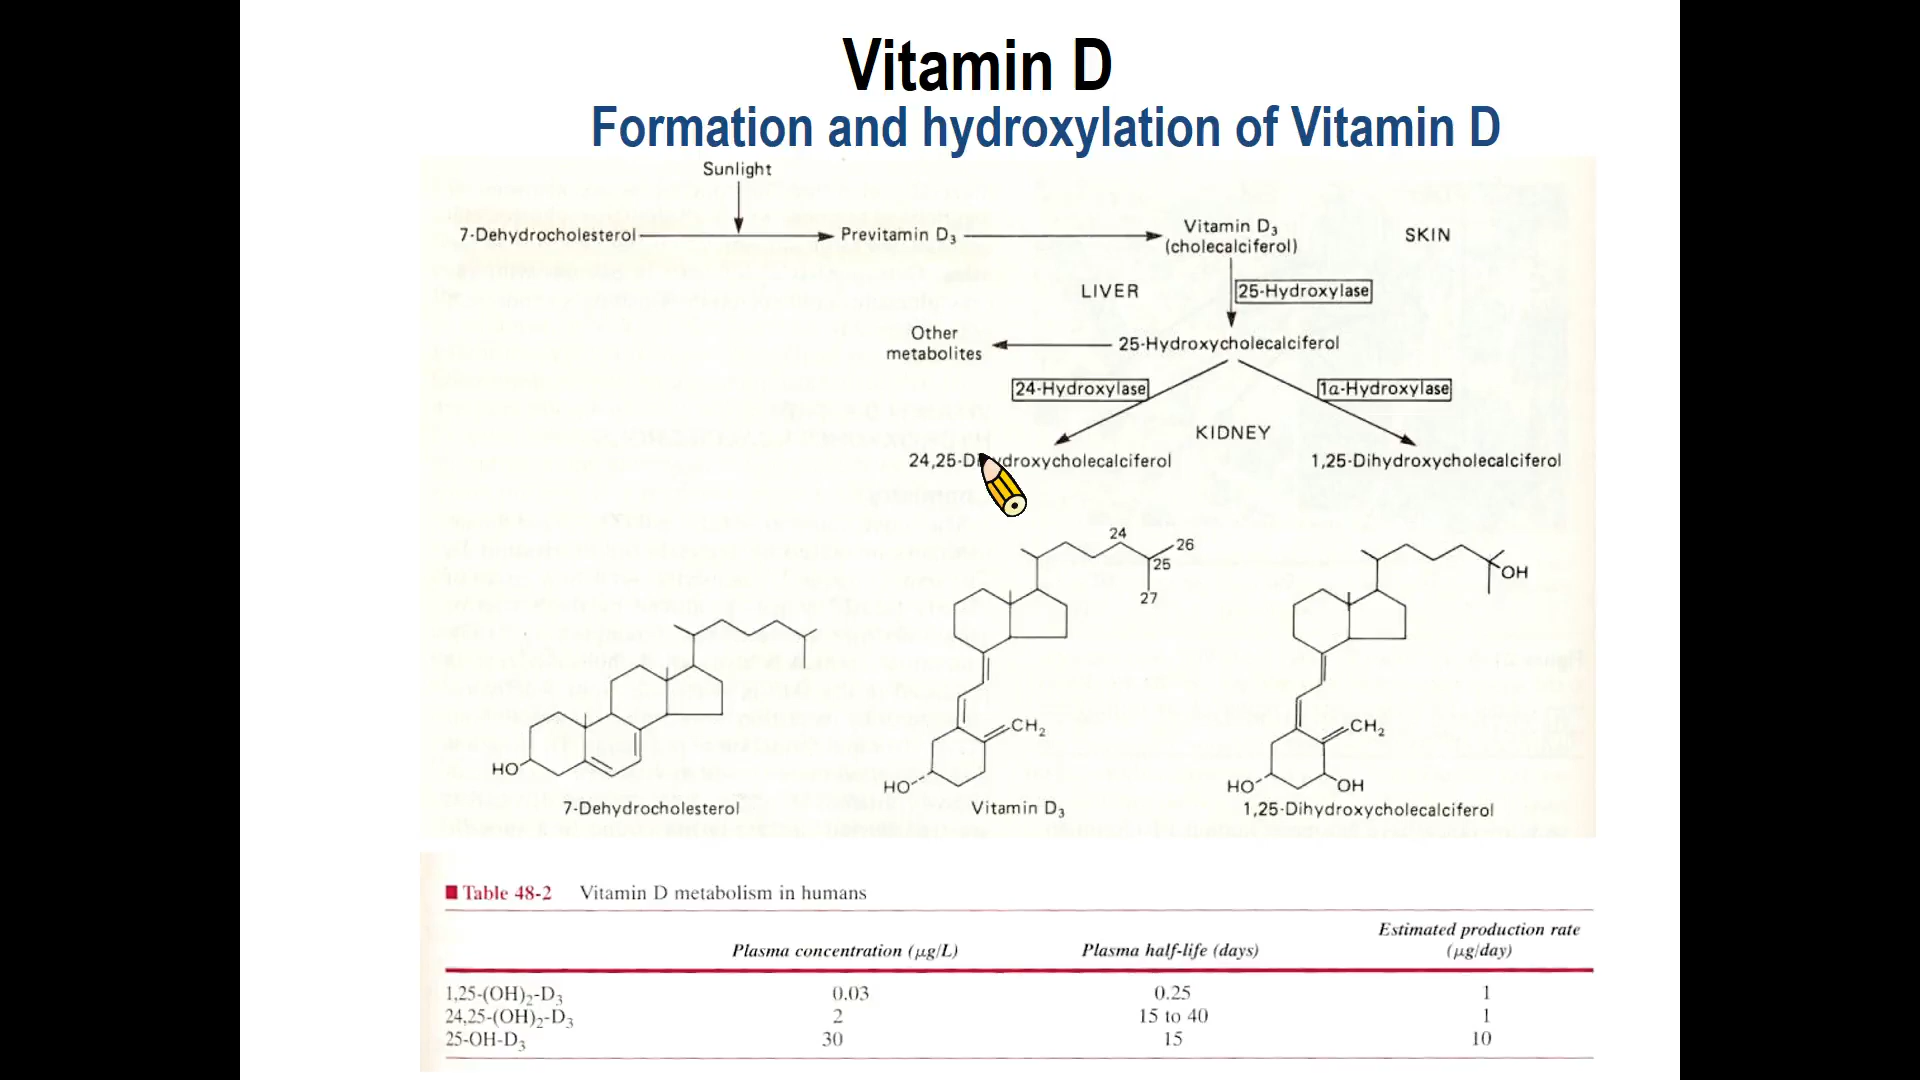 Vitamin D
Formation and hydroxylation of Vitamin D
Sunlight
7-Dehydrocholesterol
Previtamin D3
Vitamin D3
(cholecalciferol)
SKIN
LIVER
25-Hydroxylase
Other
metabolites
25-Hydroxycholecalciferol
24-Hydroxylase
1α-Hydroxylase
KIDNEY
1,25-Dihydroxycholecalciferol
24
26
25
27
OH
CH2
HO
7-Dehydrocholesterol
HO
Vitamin D3
CH2
HO
OH
1,25-Dihydroxycholecalciferol
Table 48-2 Vitamin D metabolism in humans
Plasma concentration (μg/L) Plasma half-life (days) Estimated production rate
(μg/day)
1,25-(OH)2-D3 0.03 0.25 1
24,25-(OH)2-D3 2 15 to 40 1
25-OH-D3 30 15 10